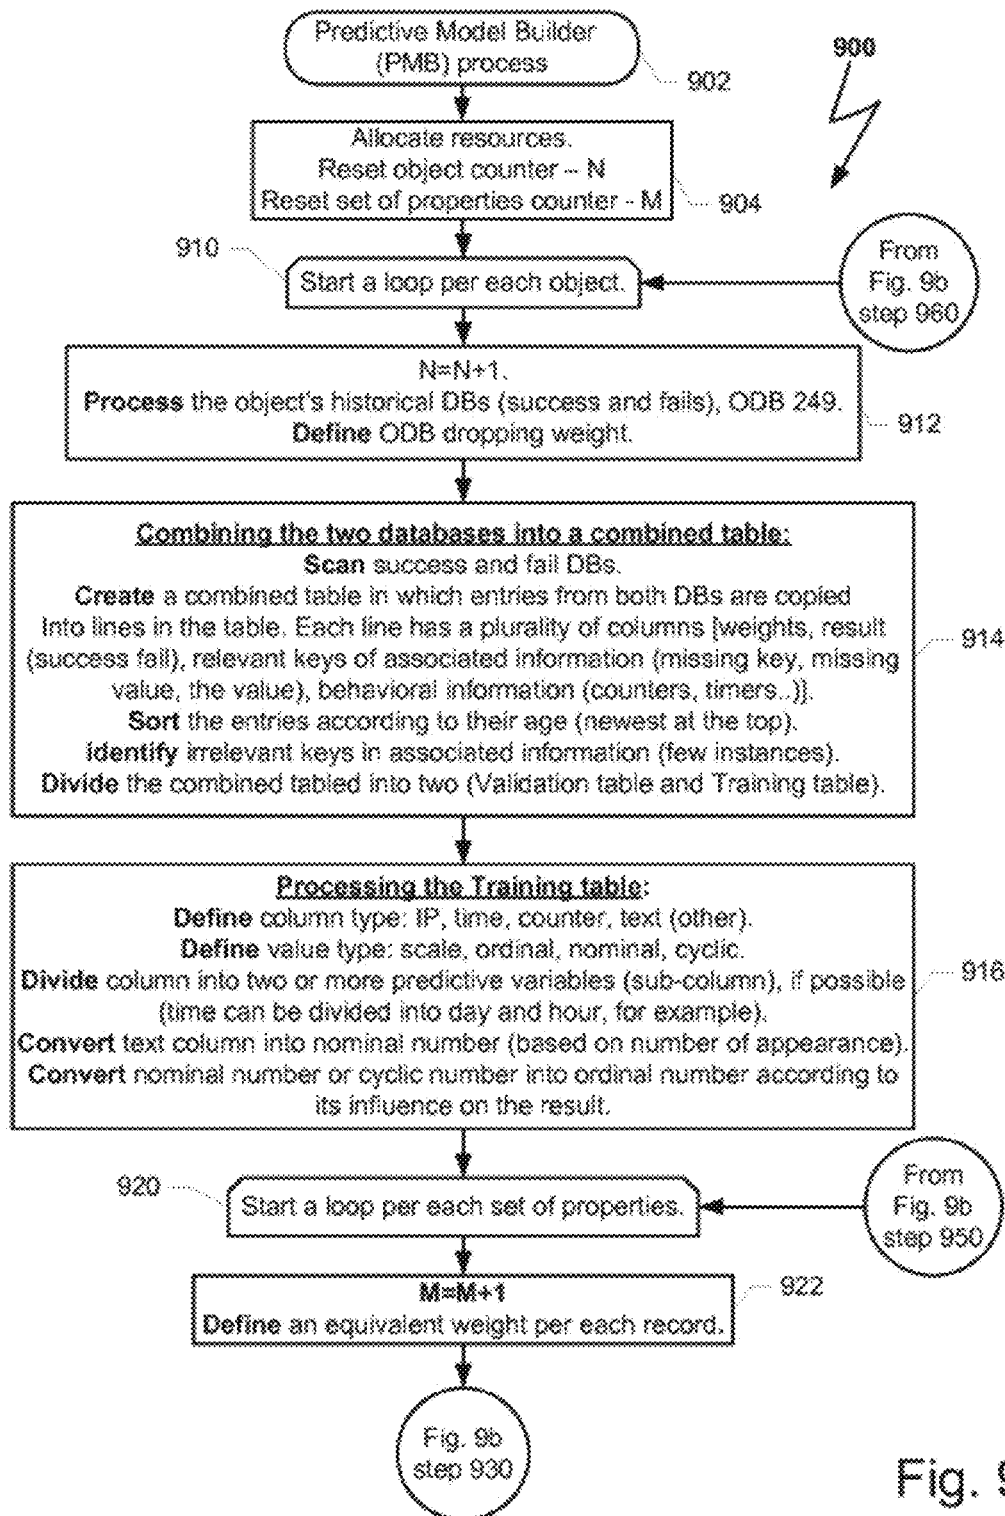 Predictive Model Builder
(PMB) process
902
900
Allocate resources.
Reset object counter – N
Reset set of properties counter - M
904
910
Start a loop per each object.
From
Fig. 9b
step 960
N=N+1.
Process the object's historical DBs (success and fails), ODB 249.
Define ODB dropping weight.
912
Combining the two databases into a combined table:
Scan success and fail DBs.
Create a combined table in which entries from both DBs are copied
Into lines in the table. Each line has a plurality of columns [weights, result
(success fail), relevant keys of associated information (missing key, missing
value, the value), behavioral information (counters, timers..)].
Sort the entries according to their age (newest at the top).
Identify irrelevant keys in associated information (few instances).
Divide the combined tabled into two (Validation table and Training table).
914
Processing the Training table:
Define column type: IP, time, counter, text (other).
Define value type: scale, ordinal, nominal, cyclic.
Divide column into two or more predictive variables (sub-column), if possible
(time can be divided into day and hour, for example).
Convert text column into nominal number (based on number of appearance).
Convert nominal number or cyclic number into ordinal number according to
its influence on the result.
916
920
Start a loop per each set of properties.
From
Fig. 9b
step 950
M=M+1
Define an equivalent weight per each record.
922
Fig. 9b
step 930
Fig.